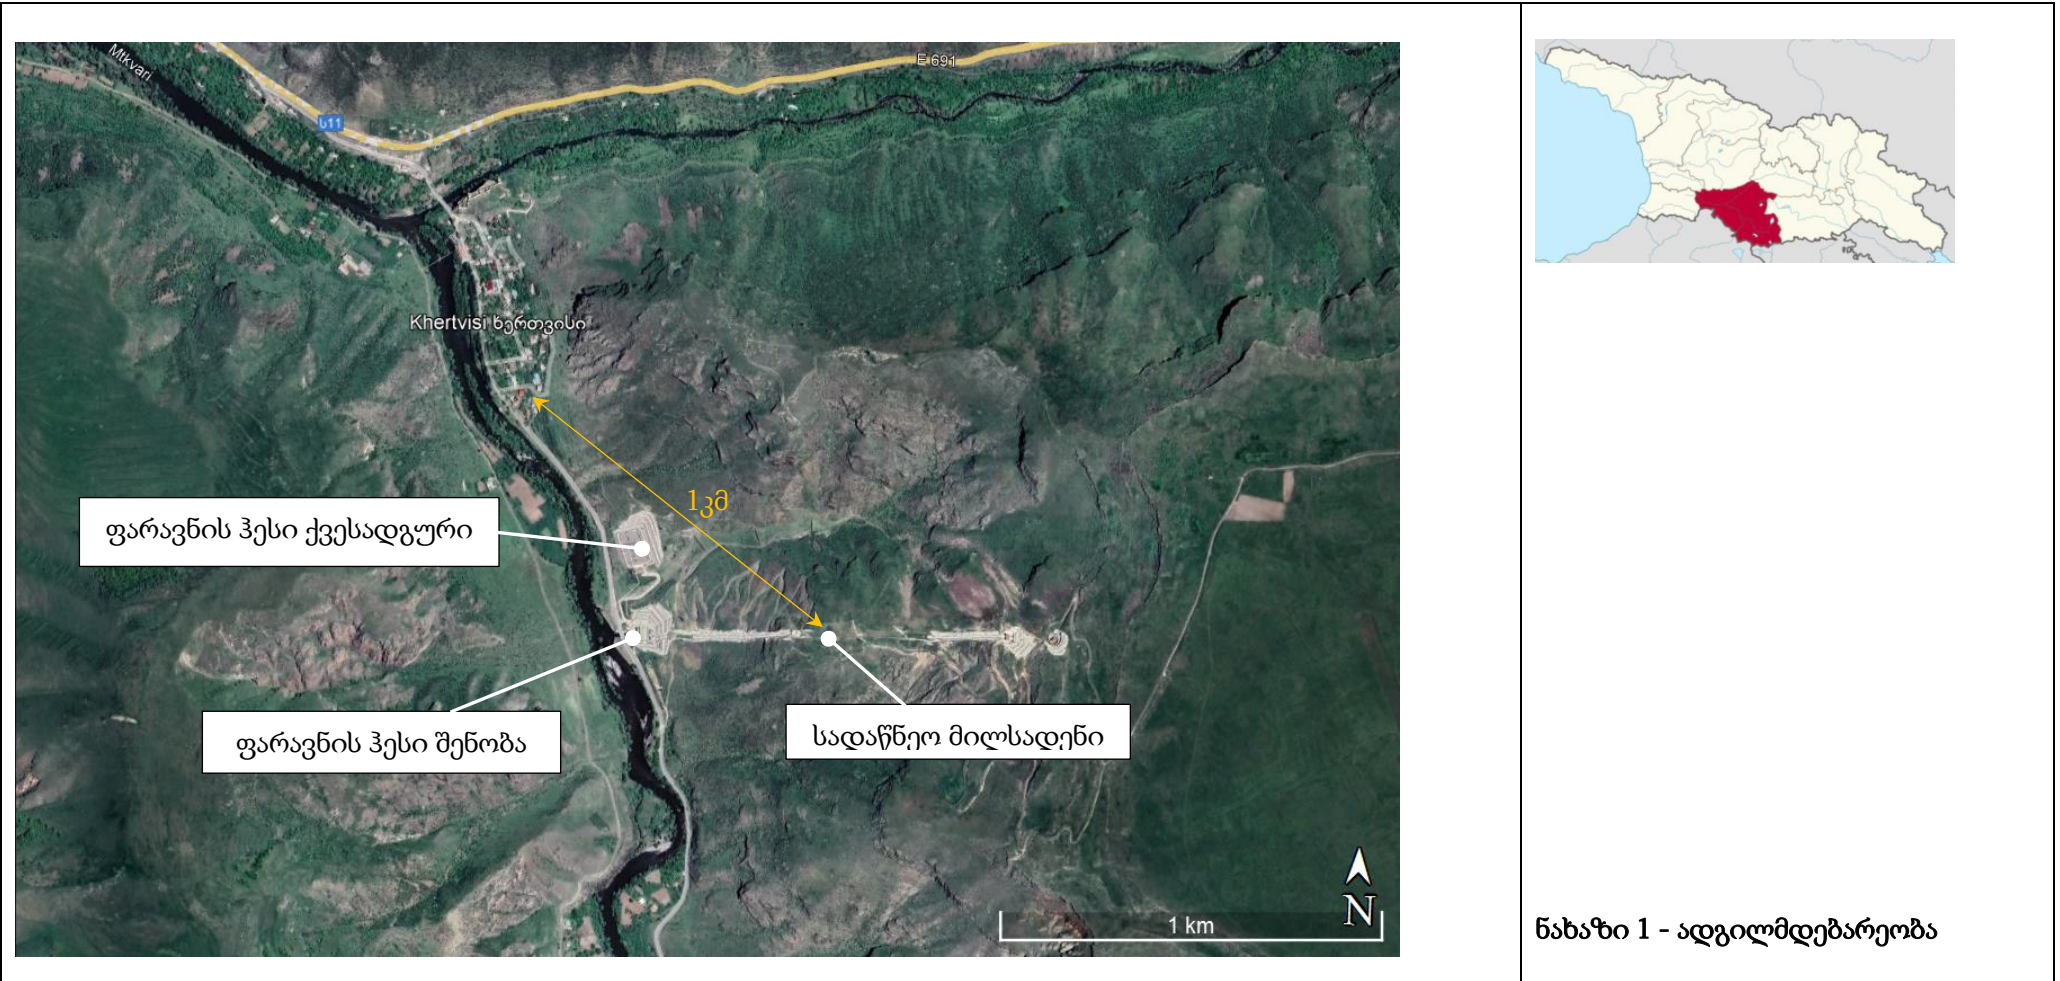 Mtkvari
E 691
ს11
Khertvisi ხერთვისი
1კმ
ფარავნის ჰესი ქვესადგური
ფარავნის ჰესი შენობა
სადაწნეო მილსადენი
N
1 km
ნახაზი 1 - ადგილმდებარეობა